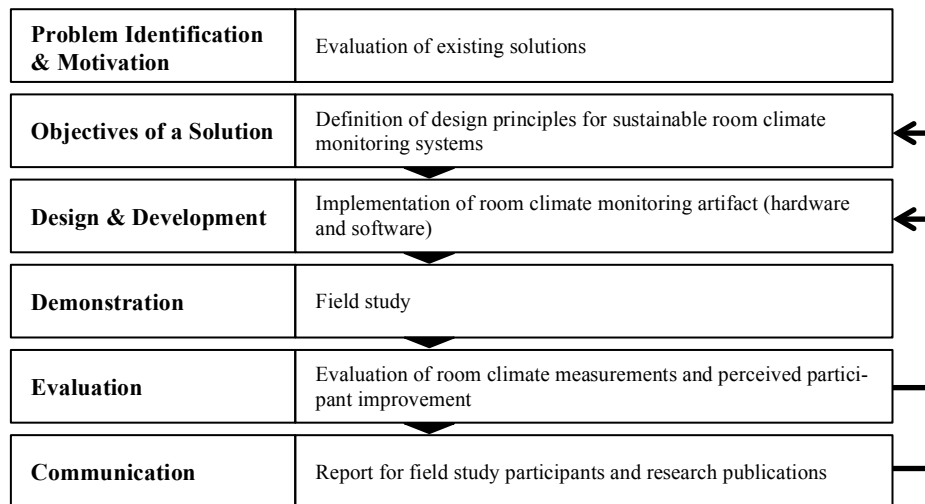 Problem Identification
& Motivation
Evaluation of existing solutions
Objectives of a Solution
Definition of design principles for sustainable room climate
monitoring systems
Design & Development
Implementation of room climate monitoring artifact (hardware
and software)
Demonstration
Field study
Evaluation
Evaluation of room climate measurements and perceived partici-
pant improvement
Communication
Report for field study participants and research publications